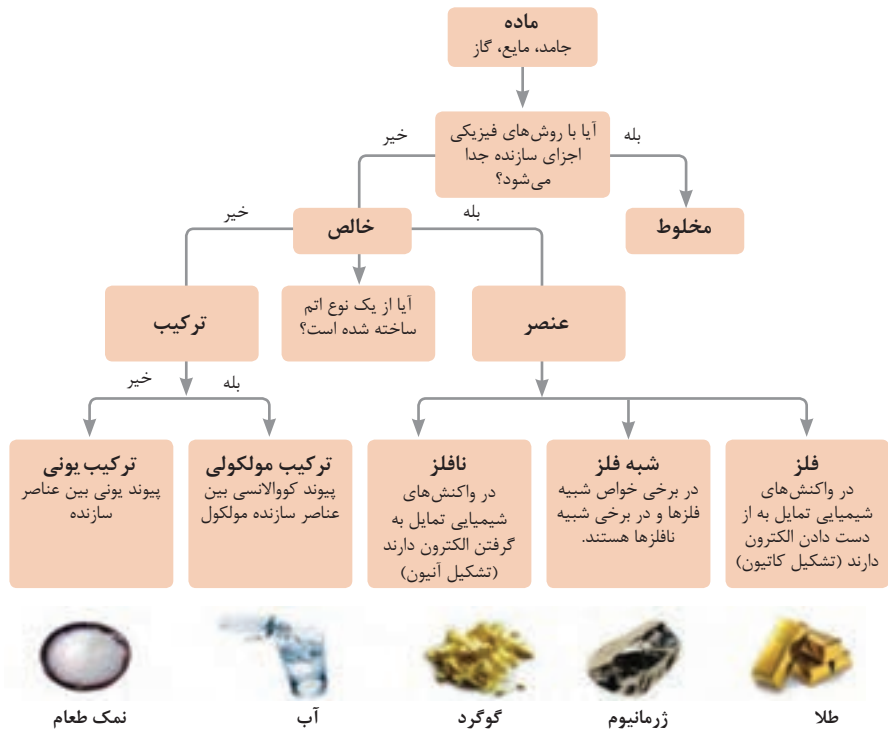 ماده
جامد، مایع، گاز
آیا با روش‌های فیزیکی
اجزای سازنده جدا
می‌شود؟
بله
خیر
مخلوط
خالص
بله
خیر
عنصر
آیا از یک نوع اتم
ساخته شده است؟
ترکیب
بله
خیر
فلز
در واکنش‌های
شیمیایی تمایل به از
دست دادن الکترون
دارند (تشکیل کاتیون)
شبه فلز
در برخی خواص شبیه
فلزها و در برخی شبیه
نافلزها هستند.
نافلز
در واکنش‌های
شیمیایی تمایل به
گرفتن الکترون دارند
(تشکیل آنیون)
ترکیب مولکولی
پیوند کووالانسی بین
عناصر سازنده مولکول
ترکیب یونی
پیوند یونی بین عناصر
سازنده
طلا
ژرمانیوم
گوگرد
آب
نمک طعام